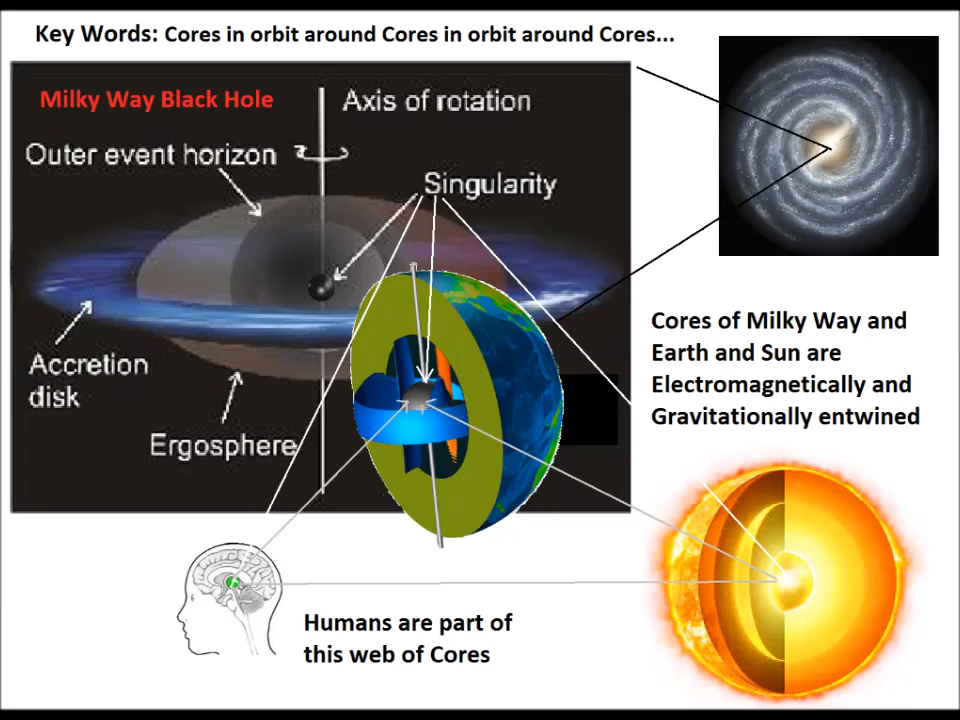 Key Words: Cores in orbit around Cores in orbit around Cores...
Milky Way Black Hole
Axis of rotation
Outer event horizon
Singularity
Accretion
disk
Ergosphere
Cores of Milky Way and
Earth and Sun are
Electromagnetically and
Gravitationally entwined
Humans are part of
this web of Cores